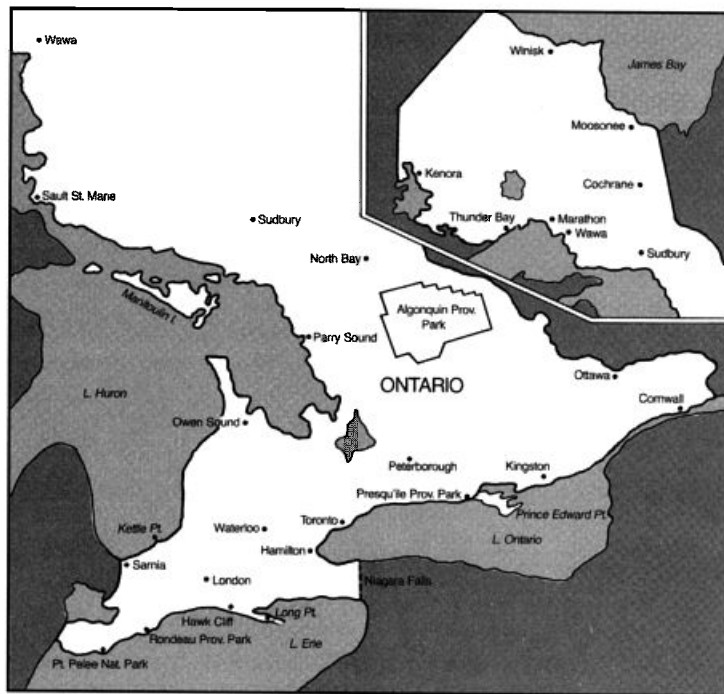 Wawa
Winisk
James Bay
Moosonee
Kenora
Cochrane
Sault St. Marie
Thunder Bay
Marathon
Wawa
Sudbury
Sudbury
North Bay
Manitoulin I.
Algonquin Prov.
Park
Parry Sound
ONTARIO
Ottawa
L. Huron
Cornwall
Owen Sound
Peterborough
Kingston
Presqu'ile Prov. Park
Prince Edward Pt.
Kettle Pt.
Waterloo
Toronto
L. Ontario
Hamilton
Sarnia
London
Niagara Falls
Hawk Cliff
Long Pt.
Rondeau Prov. Park
L. Erie
Pt. Pelee Nat. Park